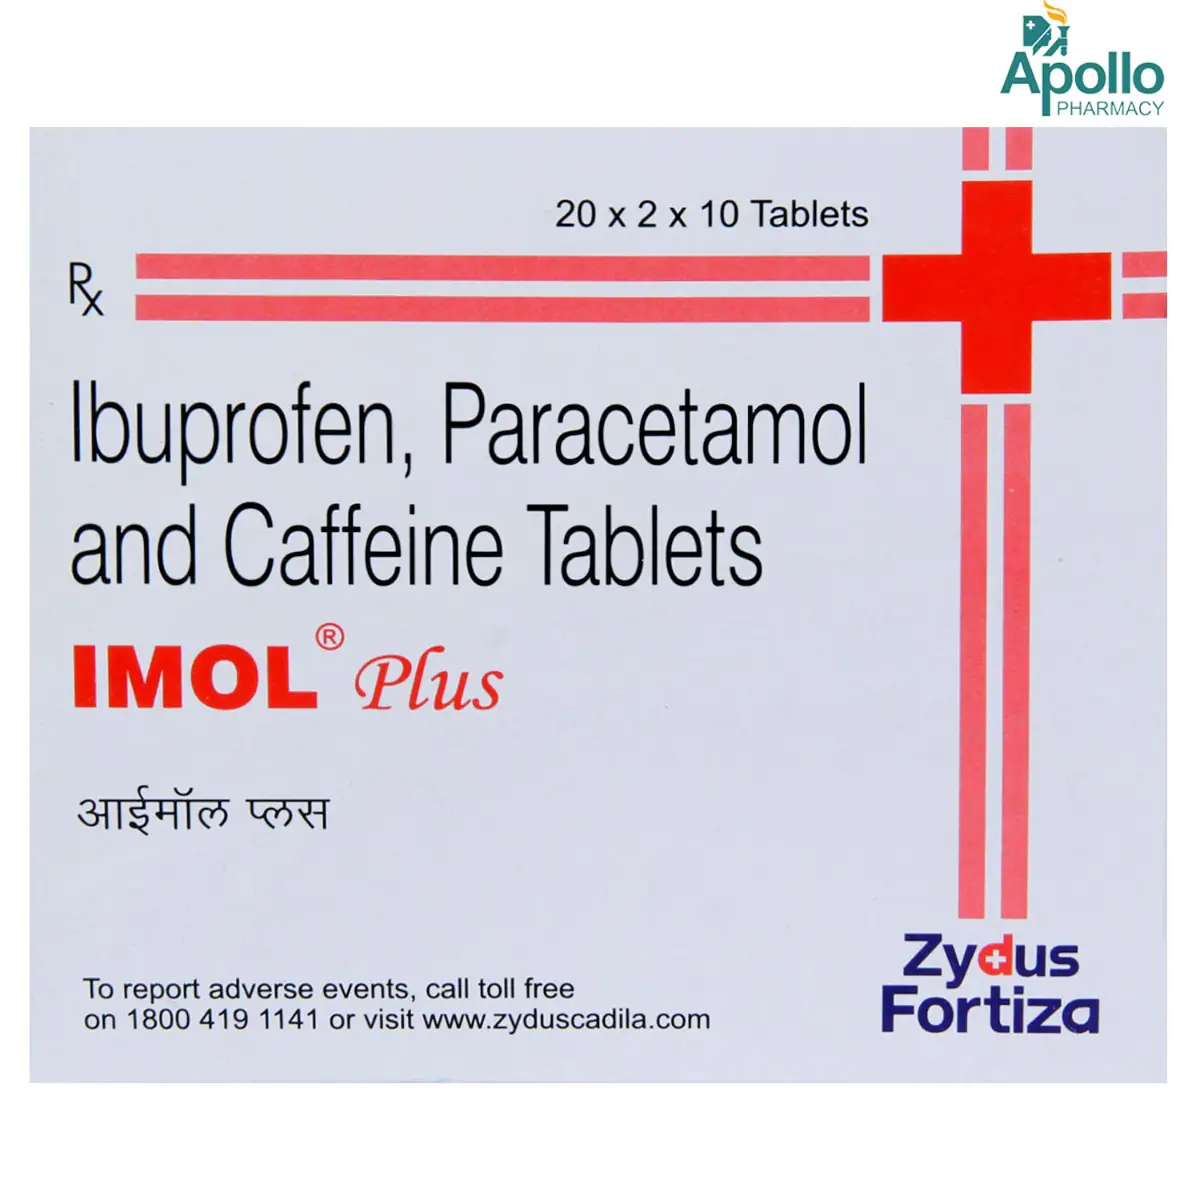 Apollo
PHARMACY
20 x 2 x 10 Tablets
Rx
Ibuprofen, Paracetamol
and Caffeine Tablets
IMOL® Plus
आईमॉल प्लस
To report adverse events, call toll free
on 1800 419 1141 or visit www.zyduscadila.com
Zydus
Fortiza